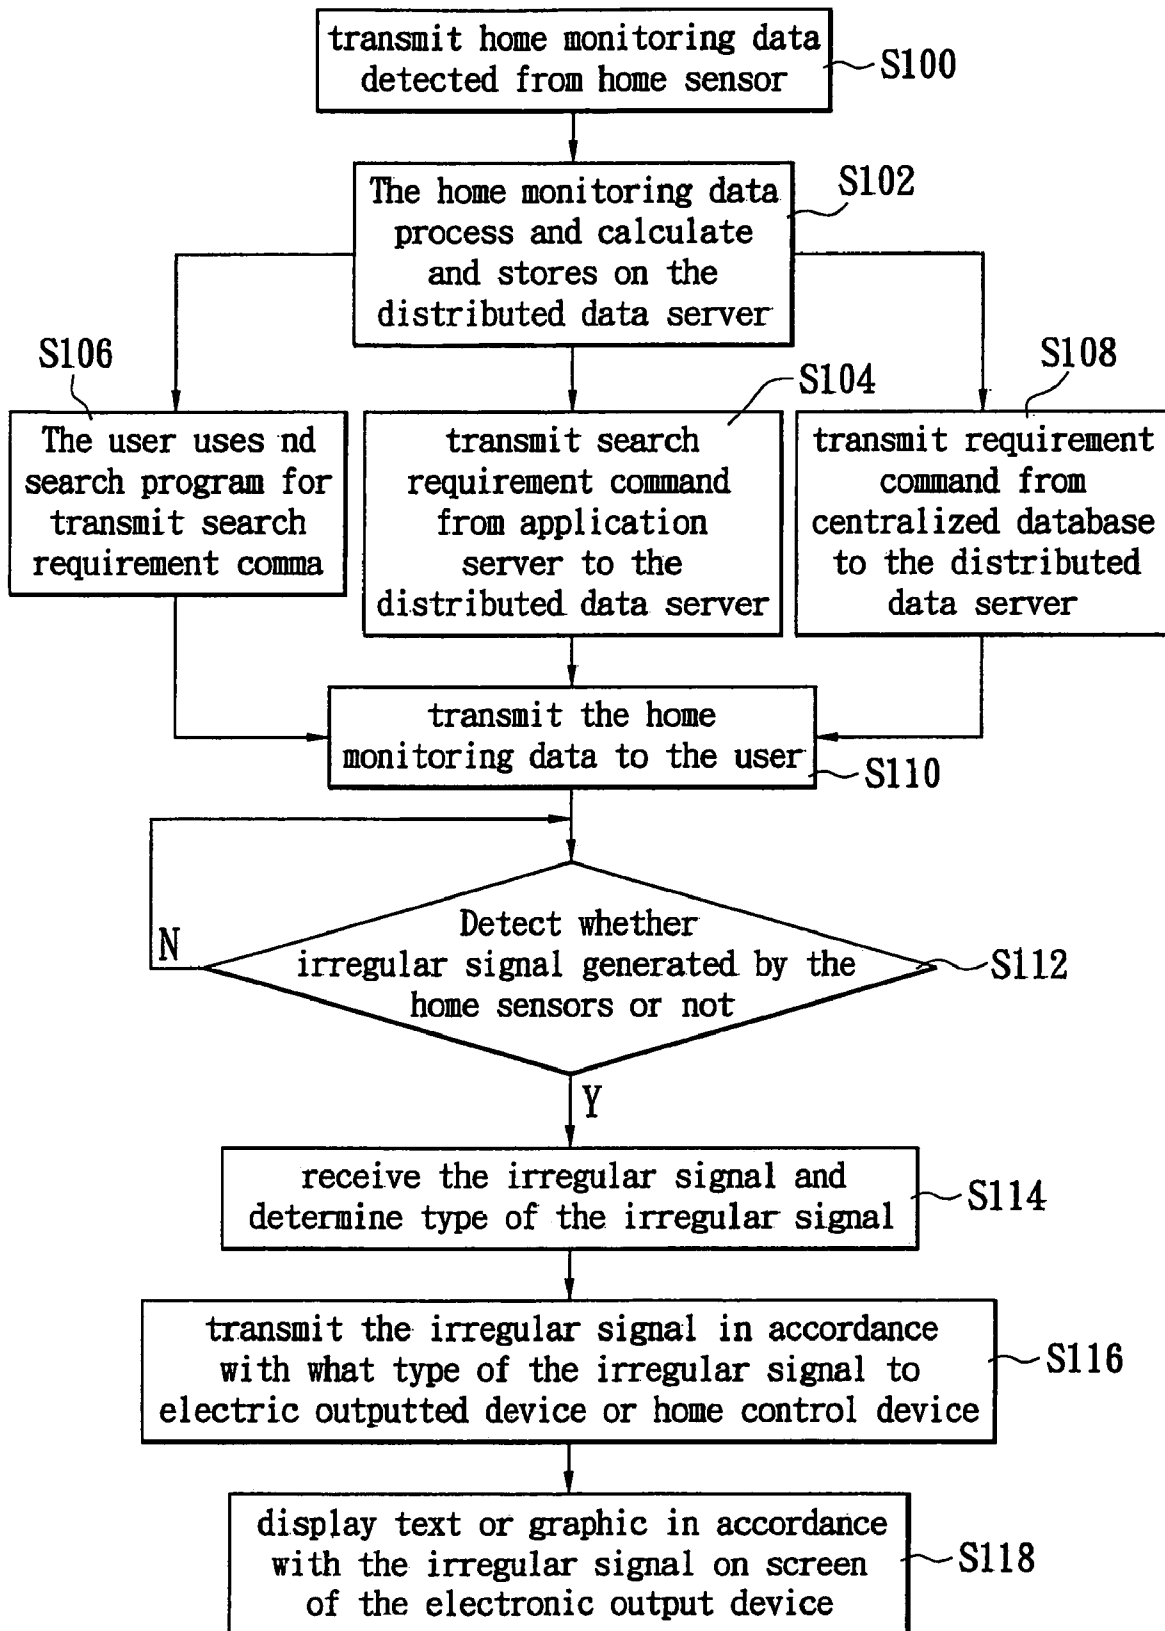 transmit home monitoring data
detected from home sensor
S100
The home monitoring data
process and calculate
and stores on the
distributed data server
S102
S106
The user uses nd
search program for
transmit search
requirement comma
S104
transmit search
requirement command
from application
server to the
distributed data server
S108
transmit requirement
command from
centralized database
to the distributed
data server
transmit the home
monitoring data to the user
S110
N
Detect whether
irregular signal generated by the
home sensors or not
S112
Y
receive the irregular signal and
determine type of the irregular signal
S114
transmit the irregular signal in accordance
with what type of the irregular signal to
electric outputted device or home control device
S116
display text or graphic in accordance
with the irregular signal on screen
of the electronic output device
S118